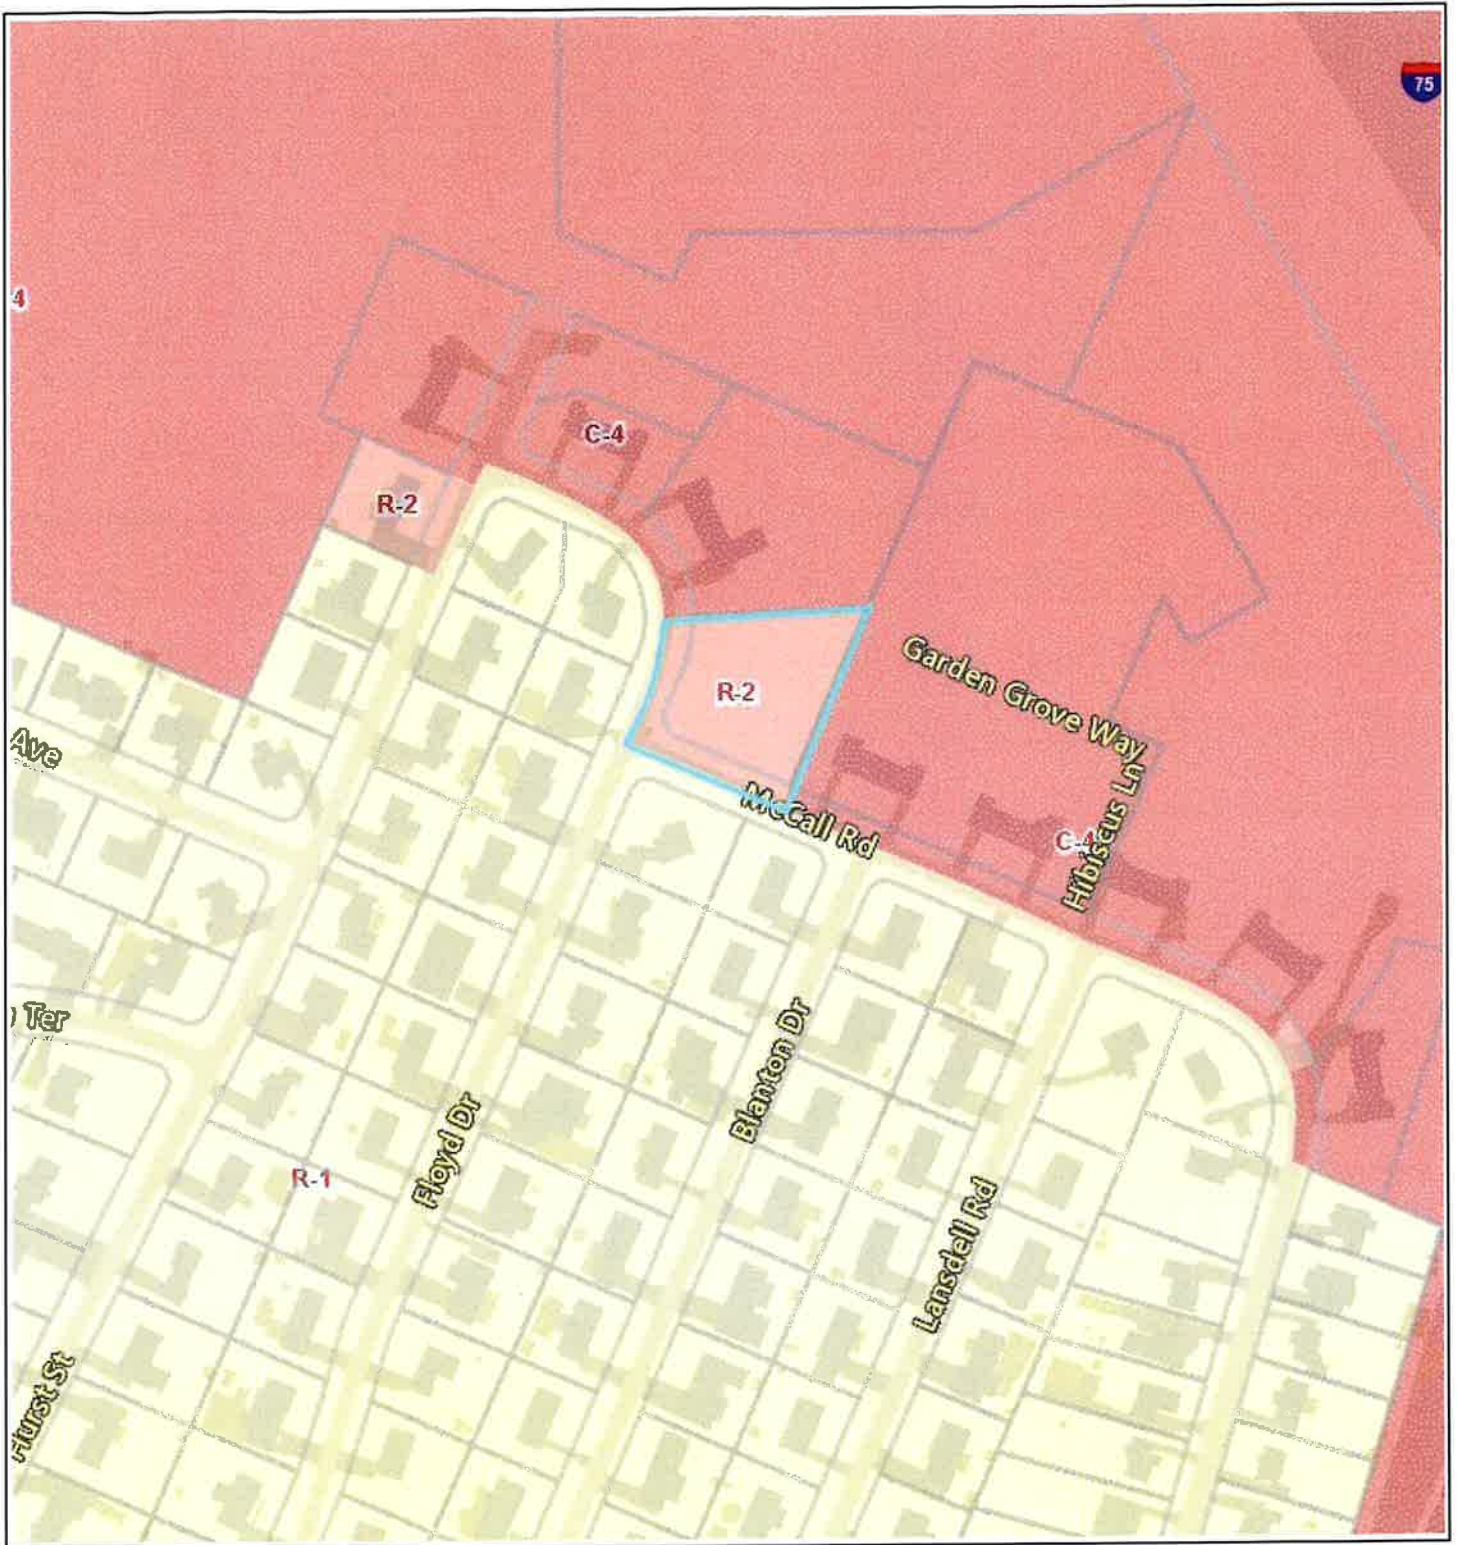 75
4
C-4
R-2
Garden Grove Way
R-2
Ave
McCall Rd
C-4
Hibiscus Ln
Ter
Blanton Dr
Floyd Dr
R-1
Lansdell Rd
Hurst St